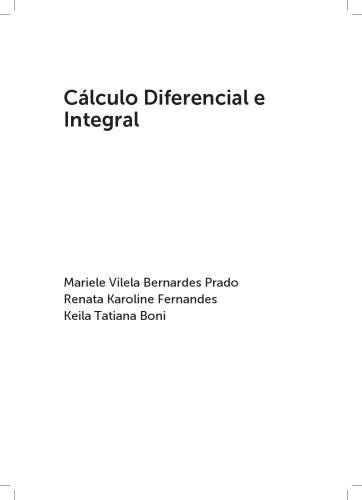 Cálculo Diferencial e
Integral
Mariele Vilela Bernardes Prado
Renata Karoline Fernandes
Keila Tatiana Boni